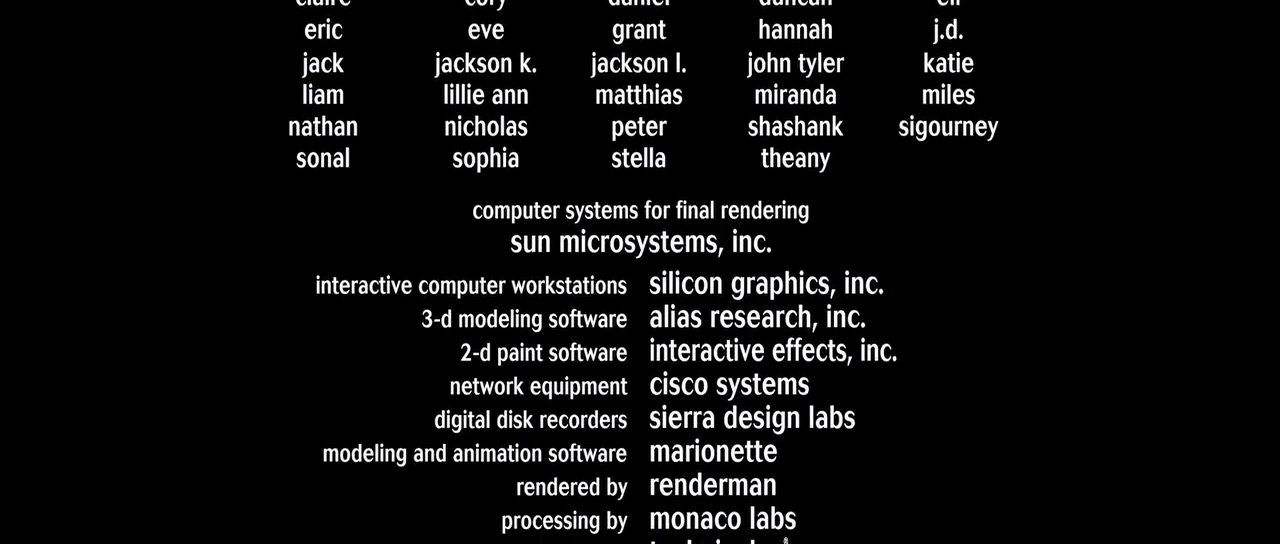 claire cory daniel duncan eli
eric eve grant hannah j.d.
jack jackson k. jackson l. john tyler katie
liam lillie ann matthias miranda miles
nathan nicholas peter shashank sigourney
sonal sophia stella theany
computer systems for final rendering
sun microsystems, inc.
interactive computer workstations silicon graphics, inc.
3-d modeling software alias research, inc.
2-d paint software interactive effects, inc.
network equipment cisco systems
digital disk recorders sierra design labs
modeling and animation software marionette
rendered by renderman
processing by monaco labs